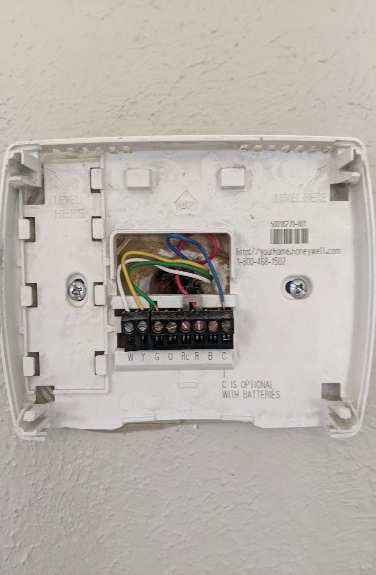 UP
LEVEL
HERE
LEVEL HERE
50018270-001
http://yourhome.honeywell.com
1-800-468-1502
W Y G O Rc R B C
C IS OPTIONAL
WITH BATTERIES